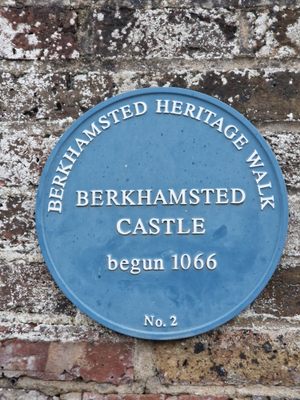 BERKHAMSTED HERITAGE WALK
BERKHAMSTED
CASTLE
begun 1066
No. 2